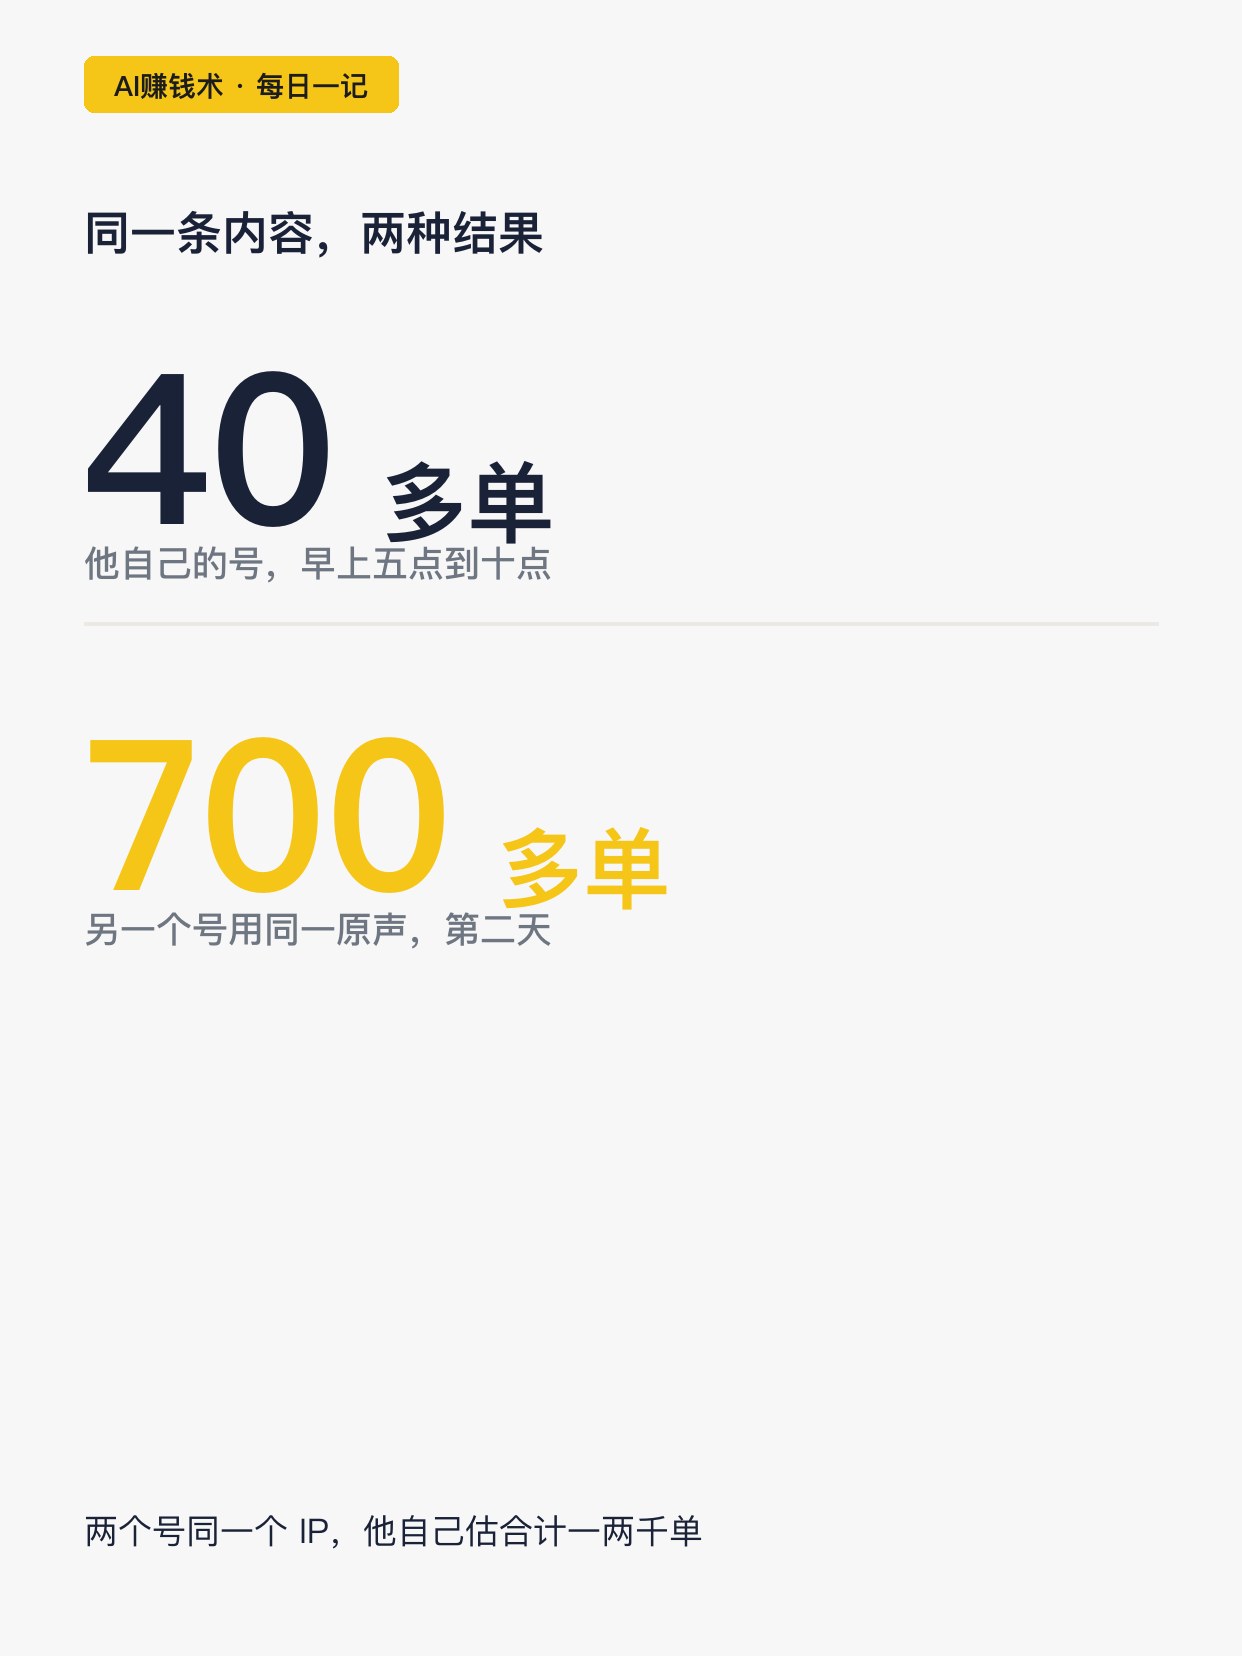 AI赚钱术 · 每日一记
同一条内容，两种结果
40 多单
他自己的号，早上五点到十点
700 多单
另一个号用同一原声，第二天
两个号同一个 IP，他自己估合计一两千单